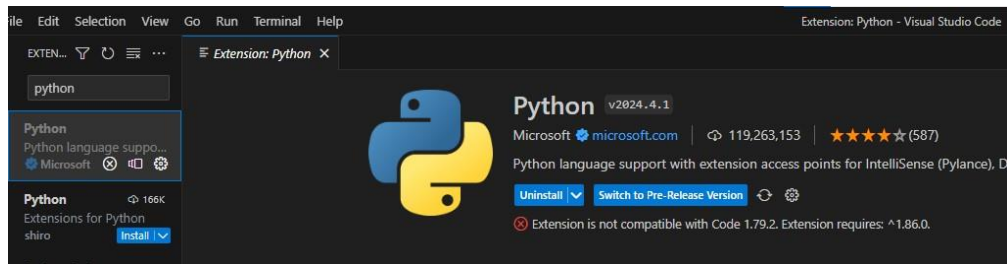 File Edit Selection View Go Run Terminal Help
Extension: Python - Visual Studio Code
EXTEN... ...
Extension: Python
python
Python
Python language suppo...
Microsoft
Python 166K
Extensions for Python
shiro Install
Python v2024.4.1
Microsoft microsoft.com 119,263,153 (587)
Python language support with extension access points for IntelliSense (Pylance), D
Uninstall Switch to Pre-Release Version
Extension is not compatible with Code 1.79.2. Extension requires: ^1.86.0.